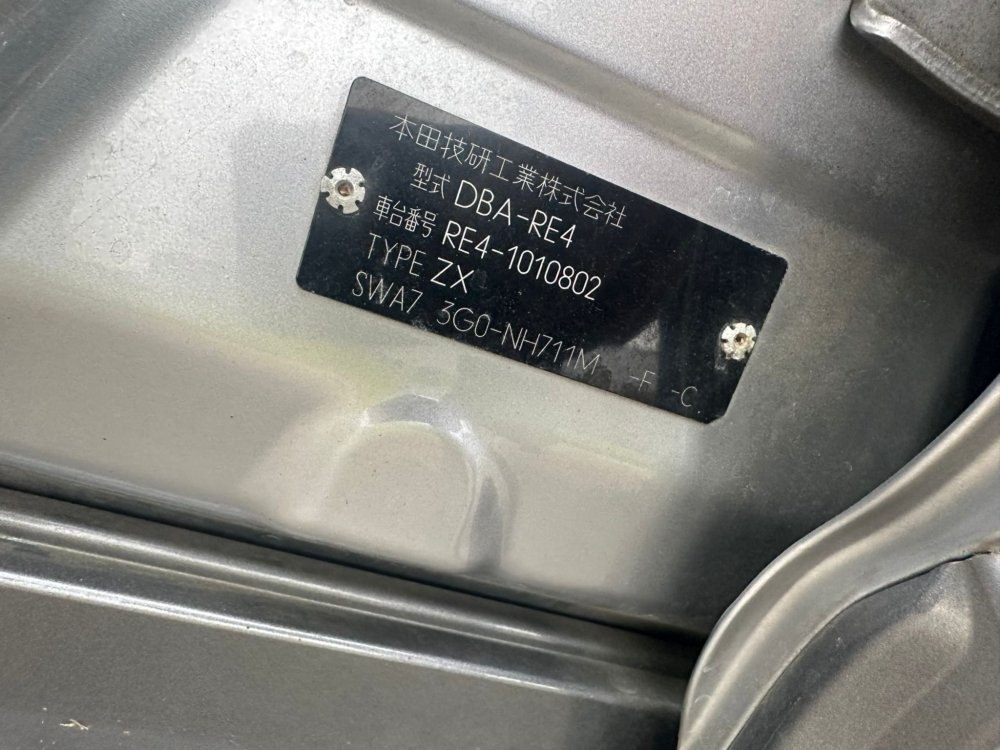 本田技研工業株式会社
型式 DBA-RE4
車台番号 RE4-1010802
TYPE ZX
SWA7 3G0-NH711M -F -C